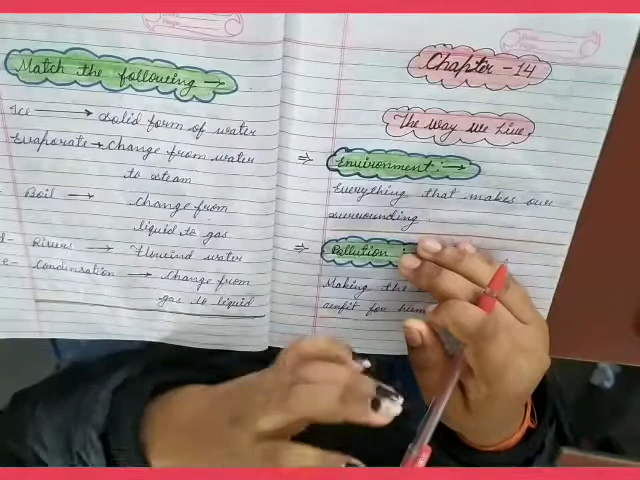 Match the following →
Ice → solid form of water
Evaporate → Change from water
to steam
Boil → change from
liquid to gas
d- Rivers → Flowind water
e- Condensation → Change from
gas to liquid
Chapter - 14
The way we Live
⇒ Environment :→
Everything that makes our
surrounding.
⇒ Pollution
Making the
unfit for